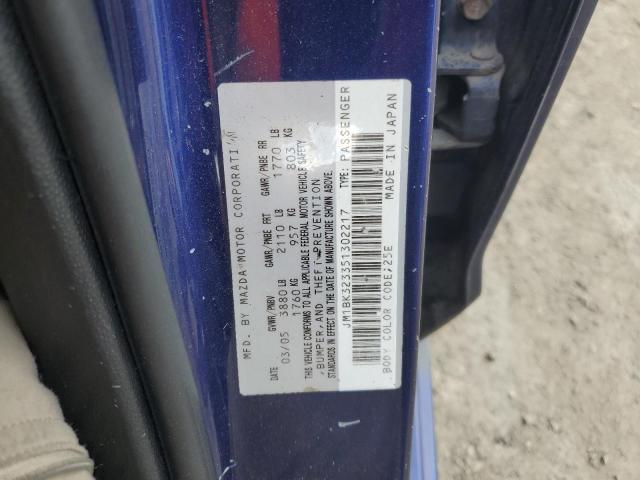 MFD. BY MAZDA MOTOR CORPORATI
DATE GVWR/PNBV GAWR/PNBE FRT GAWR/PNBE RR
03/05 3880 LB 2110 LB 1770 LB
1760 KG 957 KG 803 KG
THIS VEHICLE CONFORMS TO ALL APPLICABLE FEDERAL MOTOR VEHICLE SAFETY,
BUMPER, AND THEFT PREVENTION
STANDARDS IN EFFECT ON THE DATE OF MANUFACTURE SHOWN ABOVE.
JM1BK323351302217 TYPE: PASSENGER
BODY COLOR CODE:25E MADE IN JAPAN